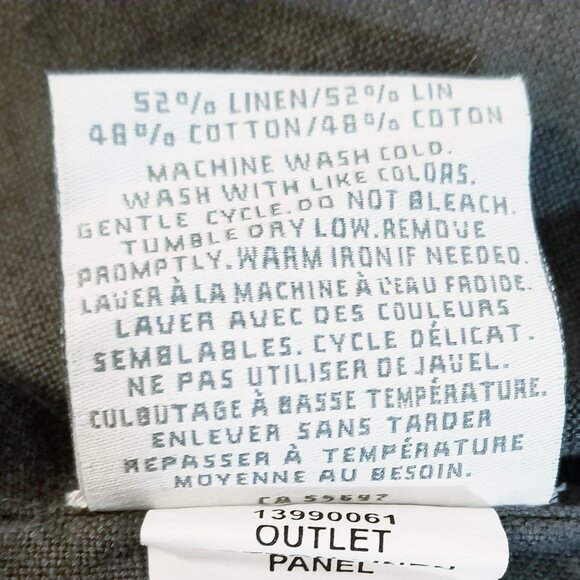 52% LINEN/52% LIN
48% COTTON/48% COTON
MACHINE WASH COLD.
WASH WITH LIKE COLORS.
GENTLE CYCLE.DO NOT BLEACH.
TUMBLE DRY LOW.REMOVE
PROMPTLY.WARM IRON IF NEEDED.
LAVER À LA MACHINE À L'EAU FROIDE.
LAVER AVEC DES COULEURS
SEMBLABLES. CYCLE DÉLICAT.
NE PAS UTILISER DE JAVEL.
CULBUTAGE À BASSE TEMPÉRATURE.
ENLEVER SANS TARDER
REPASSER À TEMPÉRATURE
MOYENNE AU BESOIN.
CA
13990061
OUTLET
PANEL